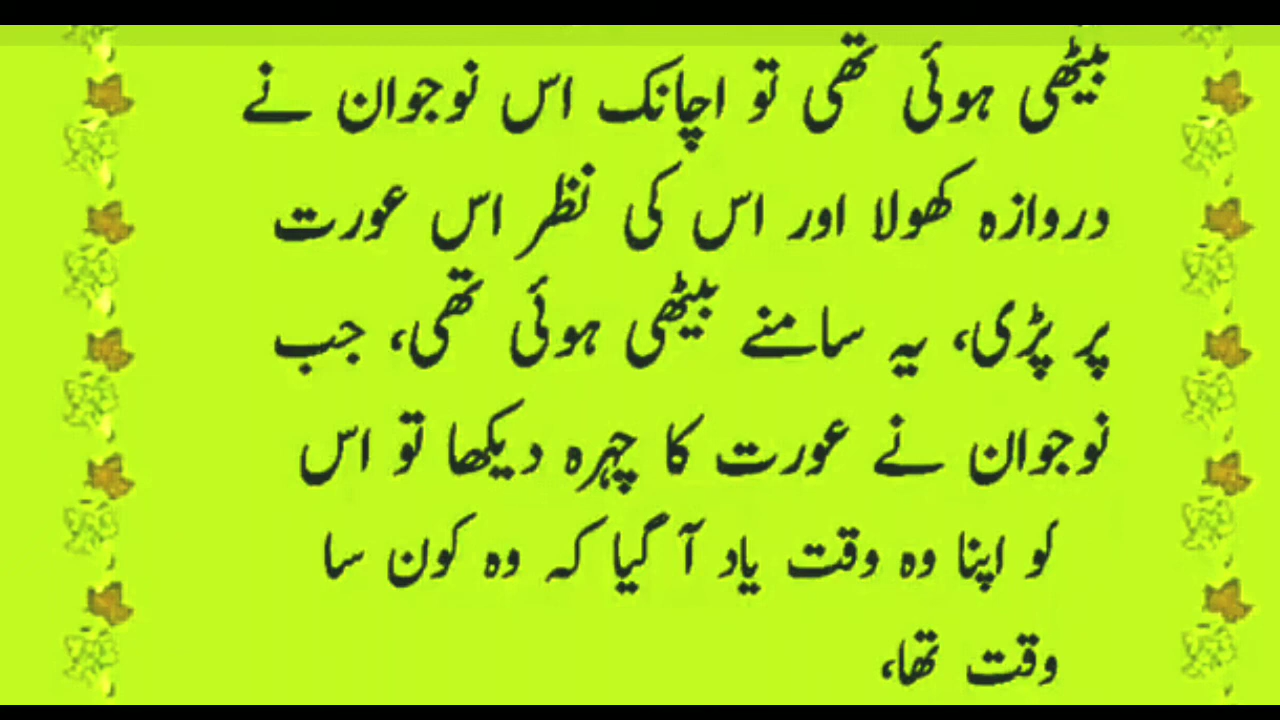 بیٹھی ہوئی تھی تو اچانک اس نوجوان نے
دروازہ کھولا اور اس کی نظر اس عورت
پر پڑی، یہ سامنے بیٹھی ہوئی تھی، جب
نوجوان نے عورت کا چہرہ دیکھا تو اس
کو اپنا وہ وقت یاد آ گیا کہ وہ کون سا
وقت تھا،